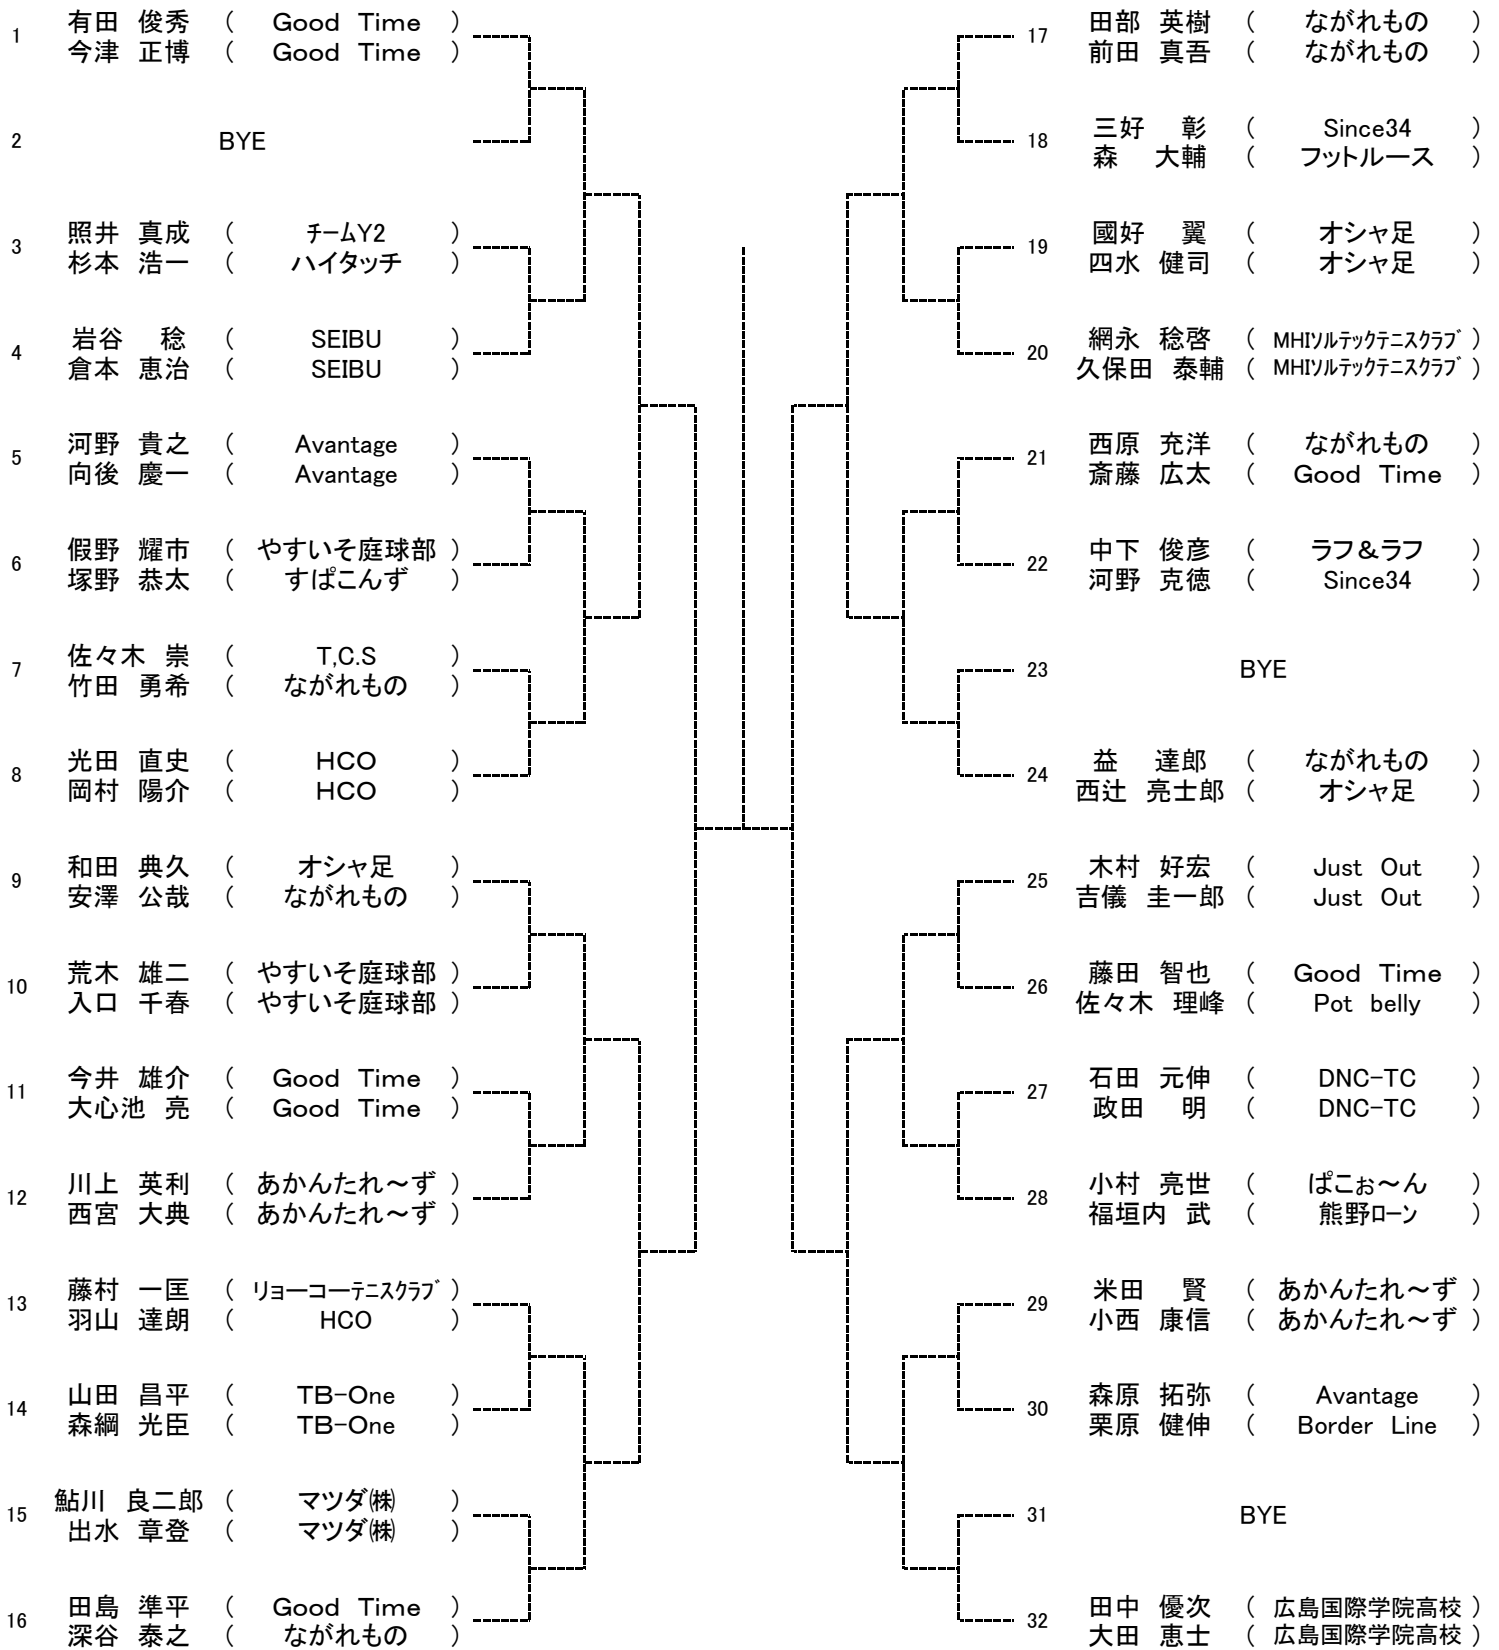 1 有田 俊秀 ( Good Time )
今津 正博 ( Good Time )
2 BYE
3 照井 真成 ( ﾁｰﾑY2 )
杉本 浩一 ( ハイタッチ )
4 岩谷 稔 ( SEIBU )
倉本 恵治 ( SEIBU )
5 河野 貴之 ( Avantage )
向後 慶一 ( Avantage )
6 假野 耀市 ( やすいそ庭球部 )
塚野 恭太 ( すぱこんず )
7 佐々木 崇 ( T,C.S )
竹田 勇希 ( ながれもの )
8 光田 直史 ( HCO )
岡村 陽介 ( HCO )
9 和田 典久 ( オシャ足 )
安澤 公哉 ( ながれもの )
10 荒木 雄二 ( やすいそ庭球部 )
入口 千春 ( やすいそ庭球部 )
11 今井 雄介 ( Good Time )
大心池 亮 ( Good Time )
12 川上 英利 ( あかんたれ～ず )
西宮 大典 ( あかんたれ～ず )
13 藤村 一匡 ( リョーコーﾃﾆｽｸﾗﾌﾞ )
羽山 達朗 ( HCO )
14 山田 昌平 ( TB-One )
森綱 光臣 ( TB-One )
15 鮎川 良二郎 ( マツダ㈱ )
出水 章登 ( マツダ㈱ )
16 田島 準平 ( Good Time )
深谷 泰之 ( ながれもの )
17 田部 英樹 ( ながれもの )
前田 真吾 ( ながれもの )
18 三好 彰 ( Since34 )
森 大輔 ( フットルース )
19 國好 翼 ( オシャ足 )
四水 健司 ( オシャ足 )
20 網永 稔啓 ( MHIｿﾙﾃｯｸﾃﾆｽｸﾗﾌﾞ )
久保田 泰輔 ( MHIｿﾙﾃｯｸﾃﾆｽｸﾗﾌﾞ )
21 西原 充洋 ( ながれもの )
斎藤 広太 ( Good Time )
22 中下 俊彦 ( ラフ＆ラフ )
河野 克徳 ( Since34 )
23 BYE
24 益 達郎 ( ながれもの )
西辻 亮士郎 ( オシャ足 )
25 木村 好宏 ( Just Out )
吉儀 圭一郎 ( Just Out )
26 藤田 智也 ( Good Time )
佐々木 理峰 ( Pot belly )
27 石田 元伸 ( DNC-TC )
政田 明 ( DNC-TC )
28 小村 亮世 ( ぱこぉ～ん )
福垣内 武 ( 熊野ﾛｰﾝ )
29 米田 賢 ( あかんたれ～ず )
小西 康信 ( あかんたれ～ず )
30 森原 拓弥 ( Avantage )
栗原 健伸 ( Border Line )
31 BYE
32 田中 優次 ( 広島国際学院高校 )
大田 恵士 ( 広島国際学院高校 )